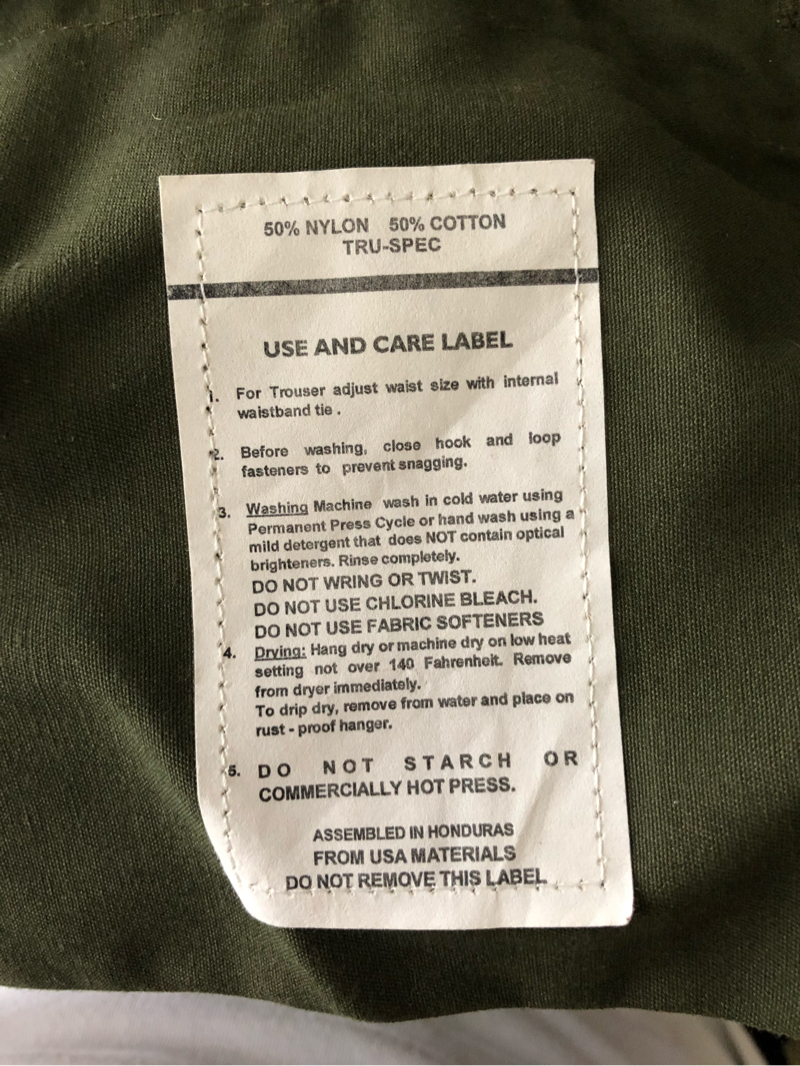 50% NYLON 50% COTTON
TRU-SPEC
USE AND CARE LABEL
1. For Trouser adjust waist size with internal
waistband tie .
2. Before washing, close hook and loop
fasteners to prevent snagging.
3. Washing Machine wash in cold water using
Permanent Press Cycle or hand wash using a
mild detergent that does NOT contain optical
brighteners. Rinse completely.
DO NOT WRING OR TWIST.
DO NOT USE CHLORINE BLEACH.
DO NOT USE FABRIC SOFTENERS
4. Drying: Hang dry or machine dry on low heat
setting not over 140 Fahrenheit. Remove
from dryer immediately.
To drip dry, remove from water and place on
rust - proof hanger.
5. DO NOT STARCH OR
COMMERCIALLY HOT PRESS.
ASSEMBLED IN HONDURAS
FROM USA MATERIALS
DO NOT REMOVE THIS LABEL